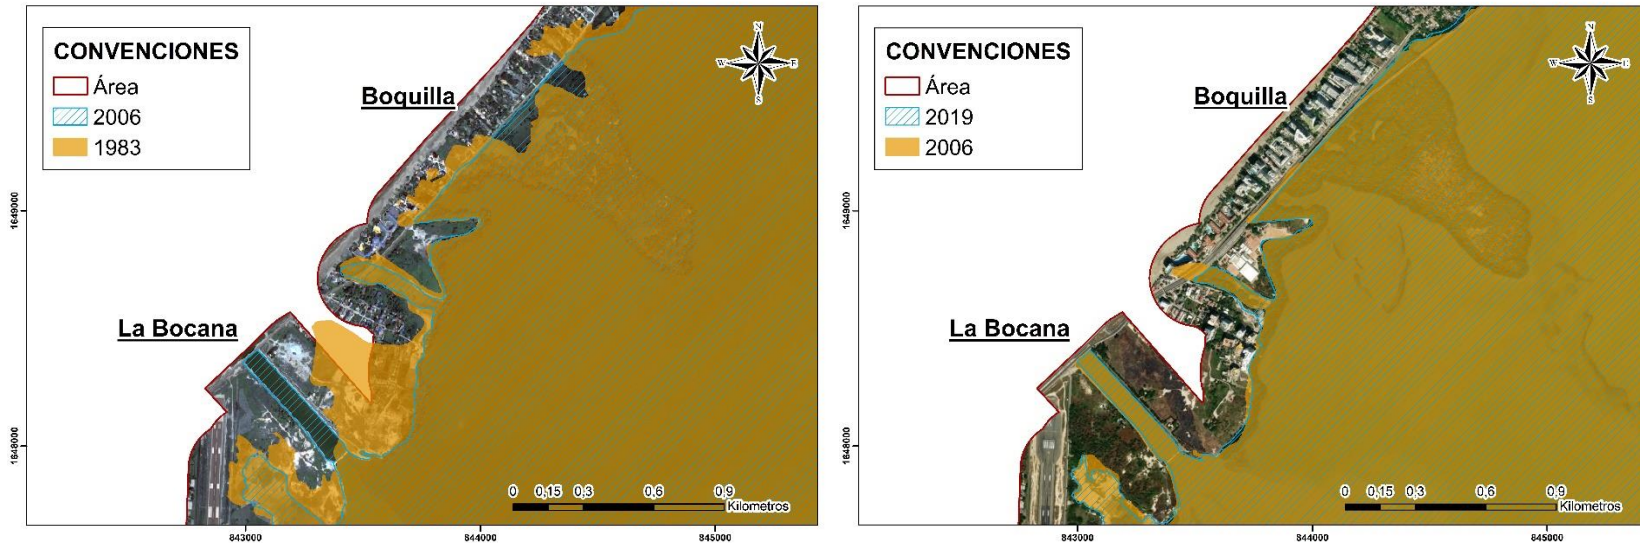 CONVENCIONES
Área
2006
1983
Boquilla
La Bocana
N
W E
S
1649000
1648000
0 0,15 0,3 0,6 0,9
Kilometros
843000 844000 845000
CONVENCIONES
Área
2019
2006
Boquilla
La Bocana
N
W E
S
1649000
1648000
0 0,15 0,3 0,6 0,9
Kilometros
843000 844000 845000